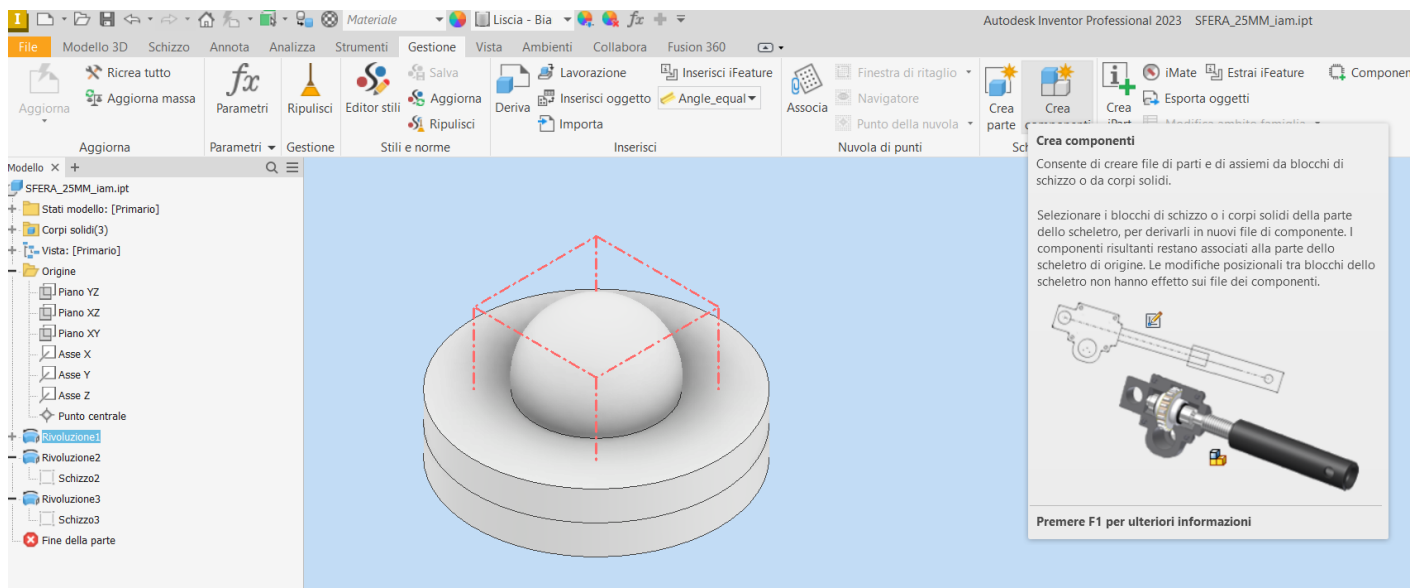 Materiale
Liscia - Bia
Autodesk Inventor Professional 2023 SFERA_25MM_iam.ipt
File Modello 3D Schizzo Annota Analizza Strumenti Gestione Vista Ambienti Collabora Fusion 360
Ricrea tutto
Aggiorna massa
Aggiorna
Aggiorna
fx
Parametri
Parametri
Ripulisci
Gestione
Editor stili
Salva
Aggiorna
Ripulisci
Stili e norme
Deriva
Lavorazione
Inserisci oggetto
Importa
Inserisci iFeature
Angle_equal
Inserisci
Associa
Finestra di ritaglio
Navigatore
Punto della nuvola
Nuvola di punti
Crea
parte
Crea
componenti
Crea
iPart
iMate
Estrai iFeature
Esporta oggetti
Modello × +
SFERA_25MM_iam.ipt
Stati modello: [Primario]
Corpi solidi(3)
Vista: [Primario]
Origine
Piano YZ
Piano XZ
Piano XY
Asse X
Asse Y
Asse Z
Punto centrale
Rivoluzione1
Rivoluzione2
Schizzo2
Rivoluzione3
Schizzo3
Fine della parte
Crea componenti
Consente di creare file di parti e di assiemi da blocchi di
schizzo o da corpi solidi.
Selezionare i blocchi di schizzo o i corpi solidi della parte
dello scheletro, per derivarli in nuovi file di componente. I
componenti risultanti restano associati alla parte dello
scheletro di origine. Le modifiche posizionali tra blocchi dello
scheletro non hanno effetto sui file dei componenti.
Premere F1 per ulteriori informazioni